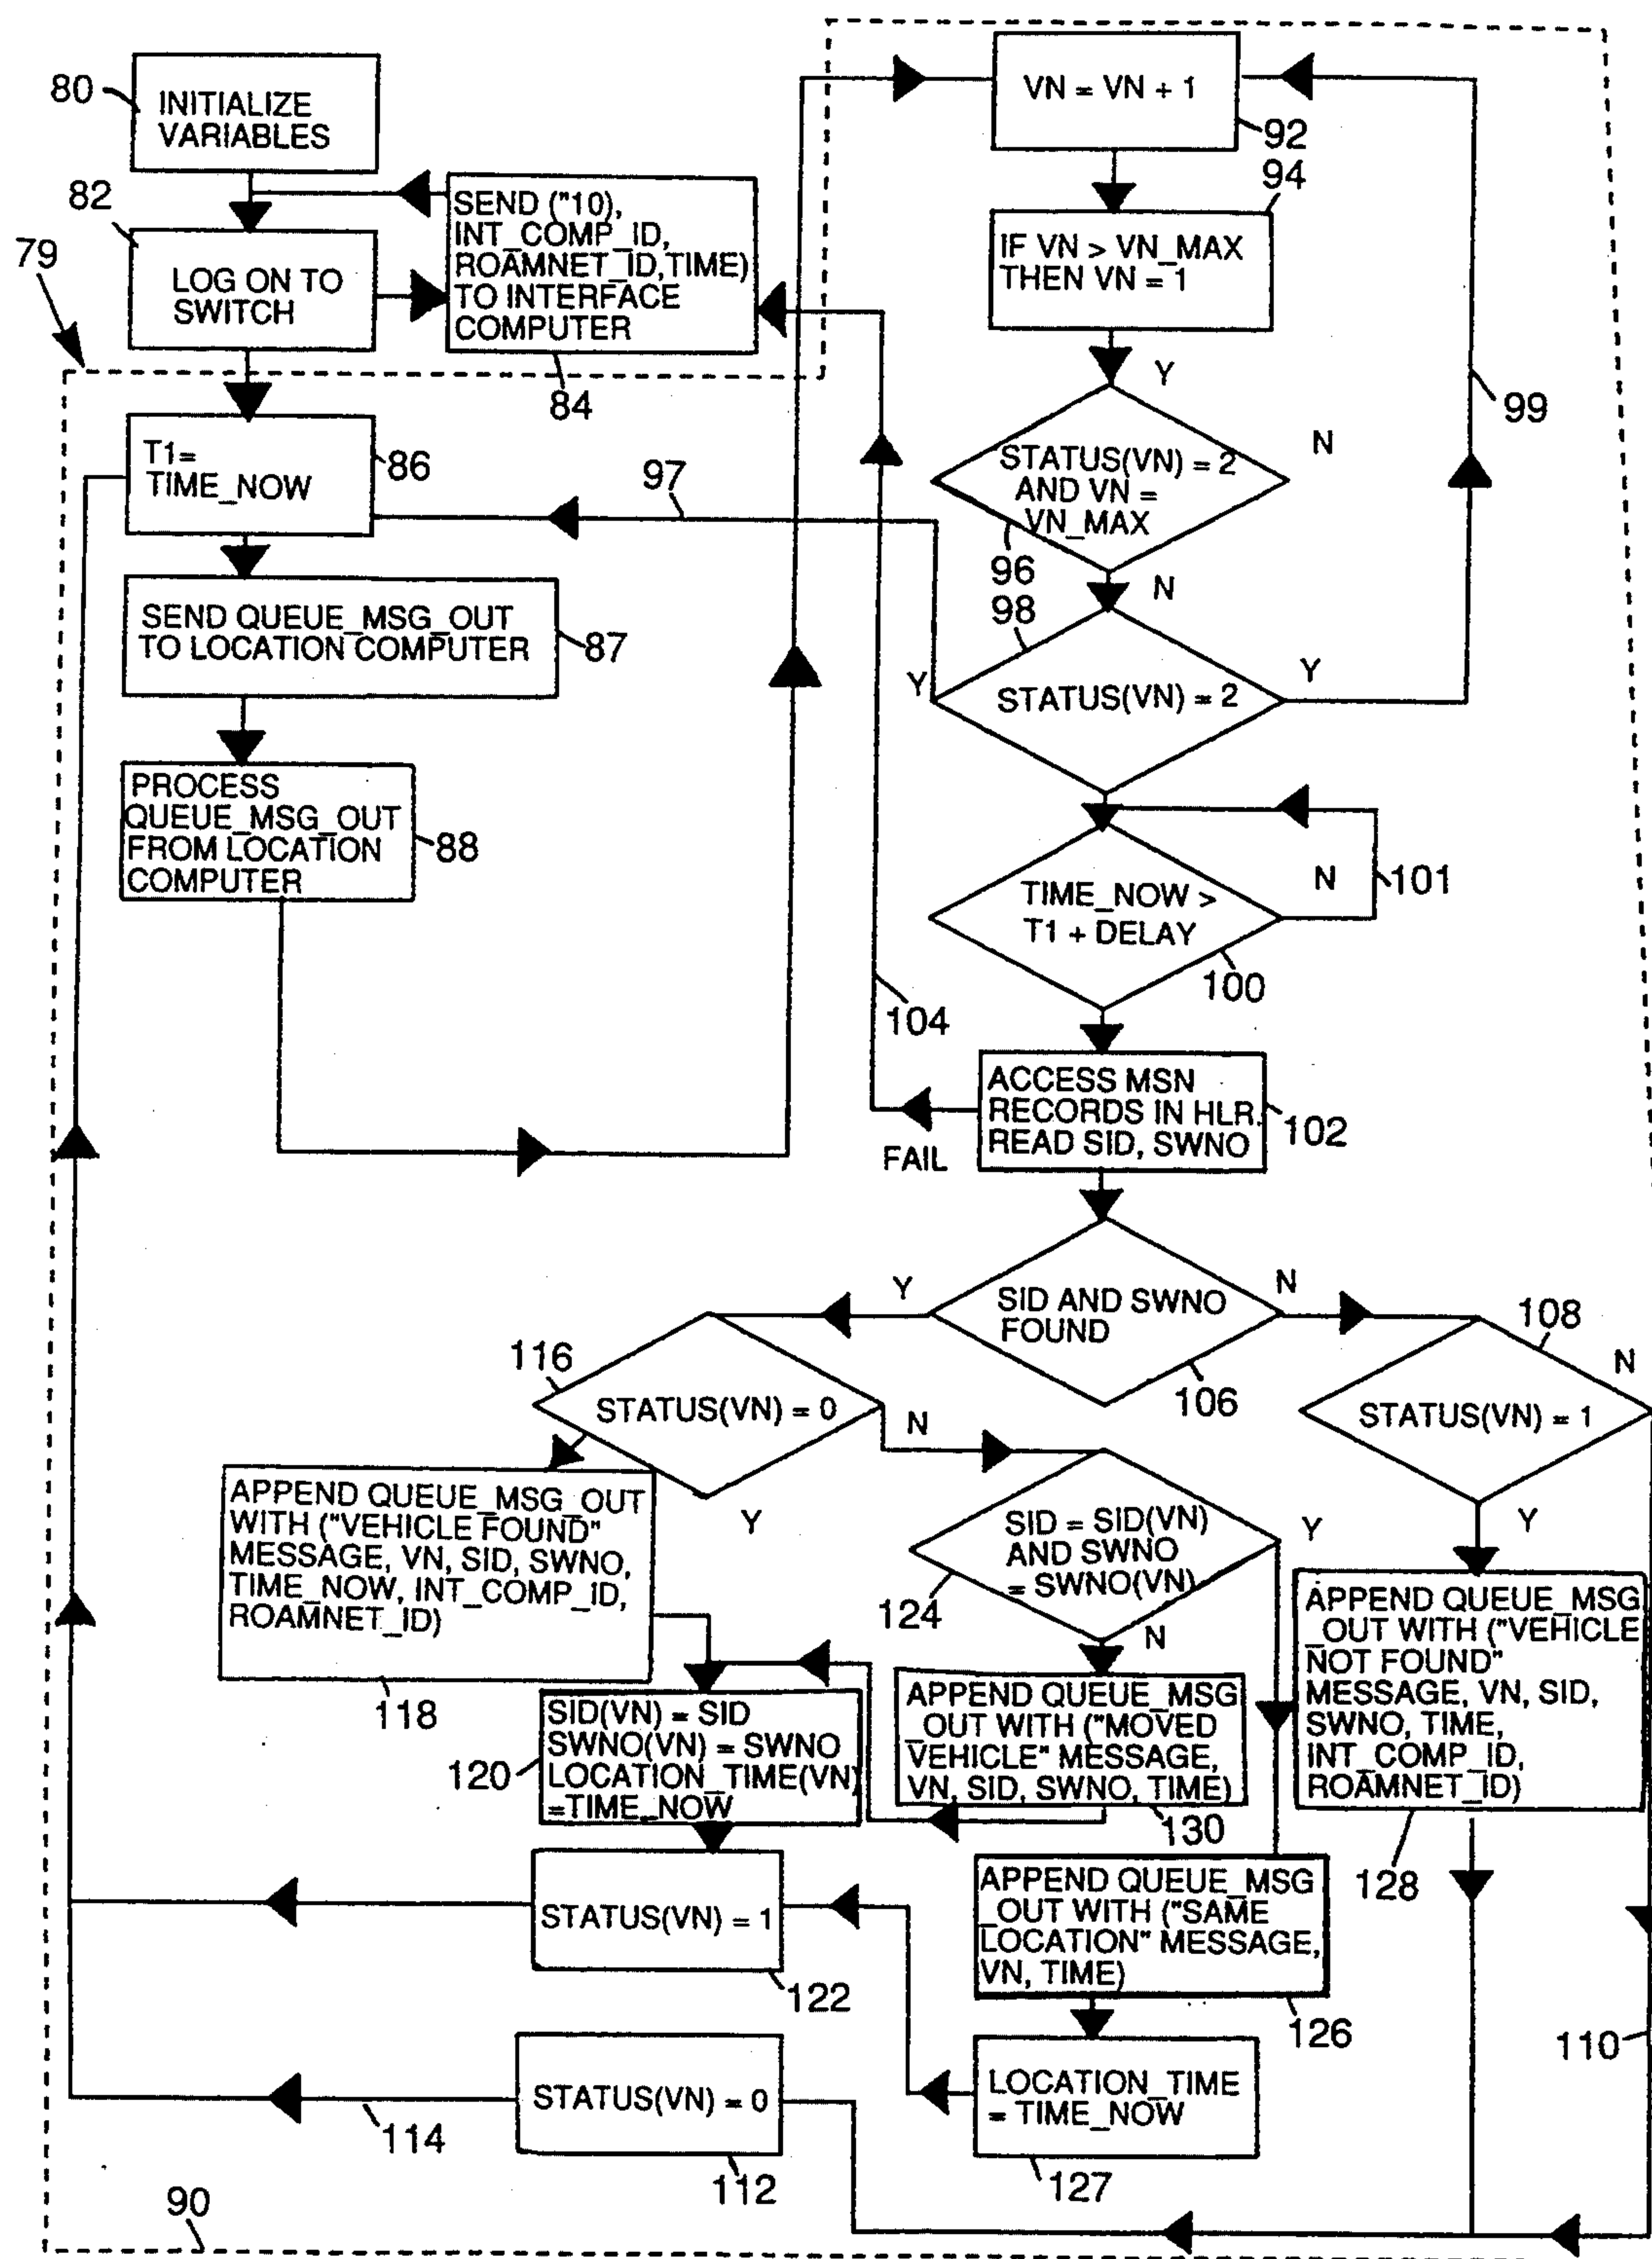 80
INITIALIZE
VARIABLES
82
LOG ON TO
SWITCH
79
SEND ("10),
INT_COMP_ID,
ROAMNET_ID,TIME)
TO INTERFACE
COMPUTER
84
T1=
TIME_NOW
86
97
SEND QUEUE_MSG_OUT
TO LOCATION COMPUTER
87
PROCESS
QUEUE_MSG_OUT
FROM LOCATION
COMPUTER
88
VN = VN + 1
92
94
IF VN > VN_MAX
THEN VN = 1
Y
STATUS(VN) = 2
AND VN =
VN_MAX
N
96
N
98
99
Y
STATUS(VN) = 2
Y
TIME_NOW >
T1 + DELAY
N
101
100
104
ACCESS MSN
RECORDS IN HLR.
READ SID, SWNO
102
FAIL
Y
SID AND SWNO
FOUND
N
106
108
N
STATUS(VN) = 1
Y
116
STATUS(VN) = 0
N
Y
APPEND QUEUE_MSG_OUT
WITH ("VEHICLE FOUND"
MESSAGE, VN, SID, SWNO,
TIME_NOW, INT_COMP_ID,
ROAMNET_ID)
118
SID = SID(VN)
AND SWNO
= SWNO(VN)
Y
124
N
APPEND QUEUE_MSG
_OUT WITH ("VEHICLE
NOT FOUND"
MESSAGE, VN, SID,
SWNO, TIME,
INT_COMP_ID,
ROAMNET_ID)
128
SID(VN) = SID
SWNO(VN) = SWNO
LOCATION_TIME(VN)
=TIME_NOW
120
APPEND QUEUE_MSG
_OUT WITH ("MOVED
VEHICLE" MESSAGE,
VN, SID, SWNO, TIME)
130
STATUS(VN) = 1
122
APPEND QUEUE_MSG
_OUT WITH ("SAME
LOCATION" MESSAGE,
VN, TIME)
126
110
STATUS(VN) = 0
114
112
LOCATION_TIME
= TIME_NOW
127
90